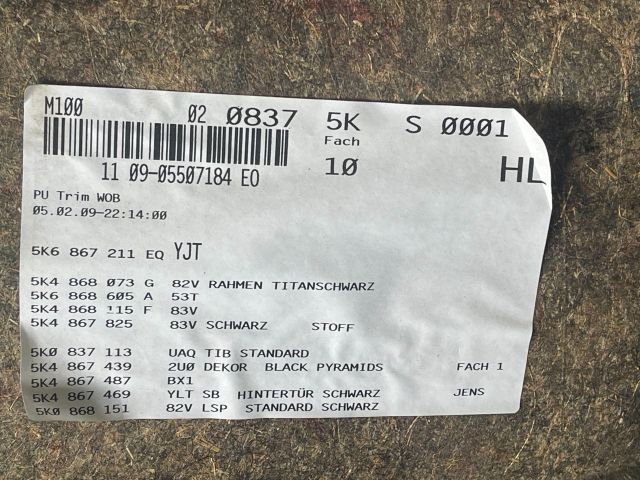 M100 02 0837 5K S 0001
Fach
10 HL
11 09-05507184 EO
PU Trim WOB
05.02.09-22:14:00
5K6 867 211 EQ YJT
5K4 868 073 G 82V RAHMEN TITANSCHWARZ
5K6 868 605 A 53T
5K4 868 115 F 83V
5K4 867 825 83V SCHWARZ STOFF
5K0 837 113 UAQ TIB STANDARD
5K4 867 439 2U0 DEKOR BLACK PYRAMIDS FACH 1
5K4 867 487 BX1
5K4 867 469 YLT SB HINTERTÜR SCHWARZ JENS
5K0 868 151 82V LSP STANDARD SCHWARZ